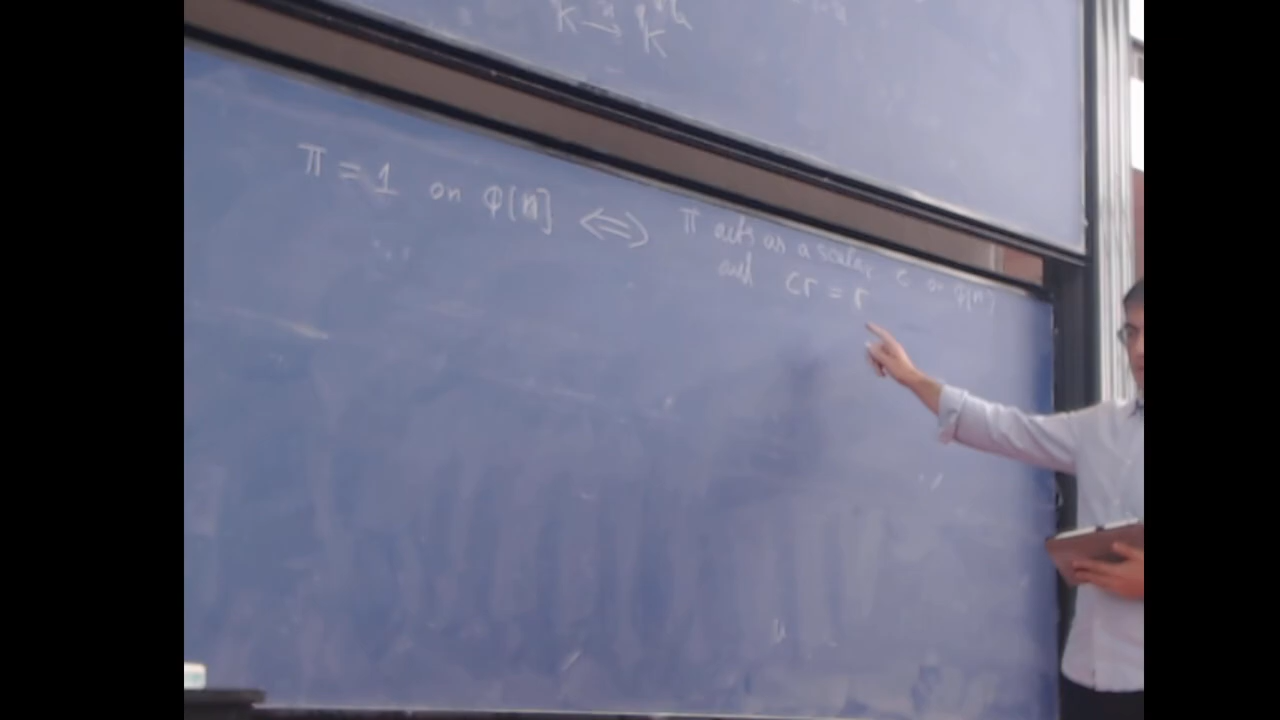 k → k
π = 1 on φ[n] ⟺ π acts as a scalar c on φ[n]
and cr = r